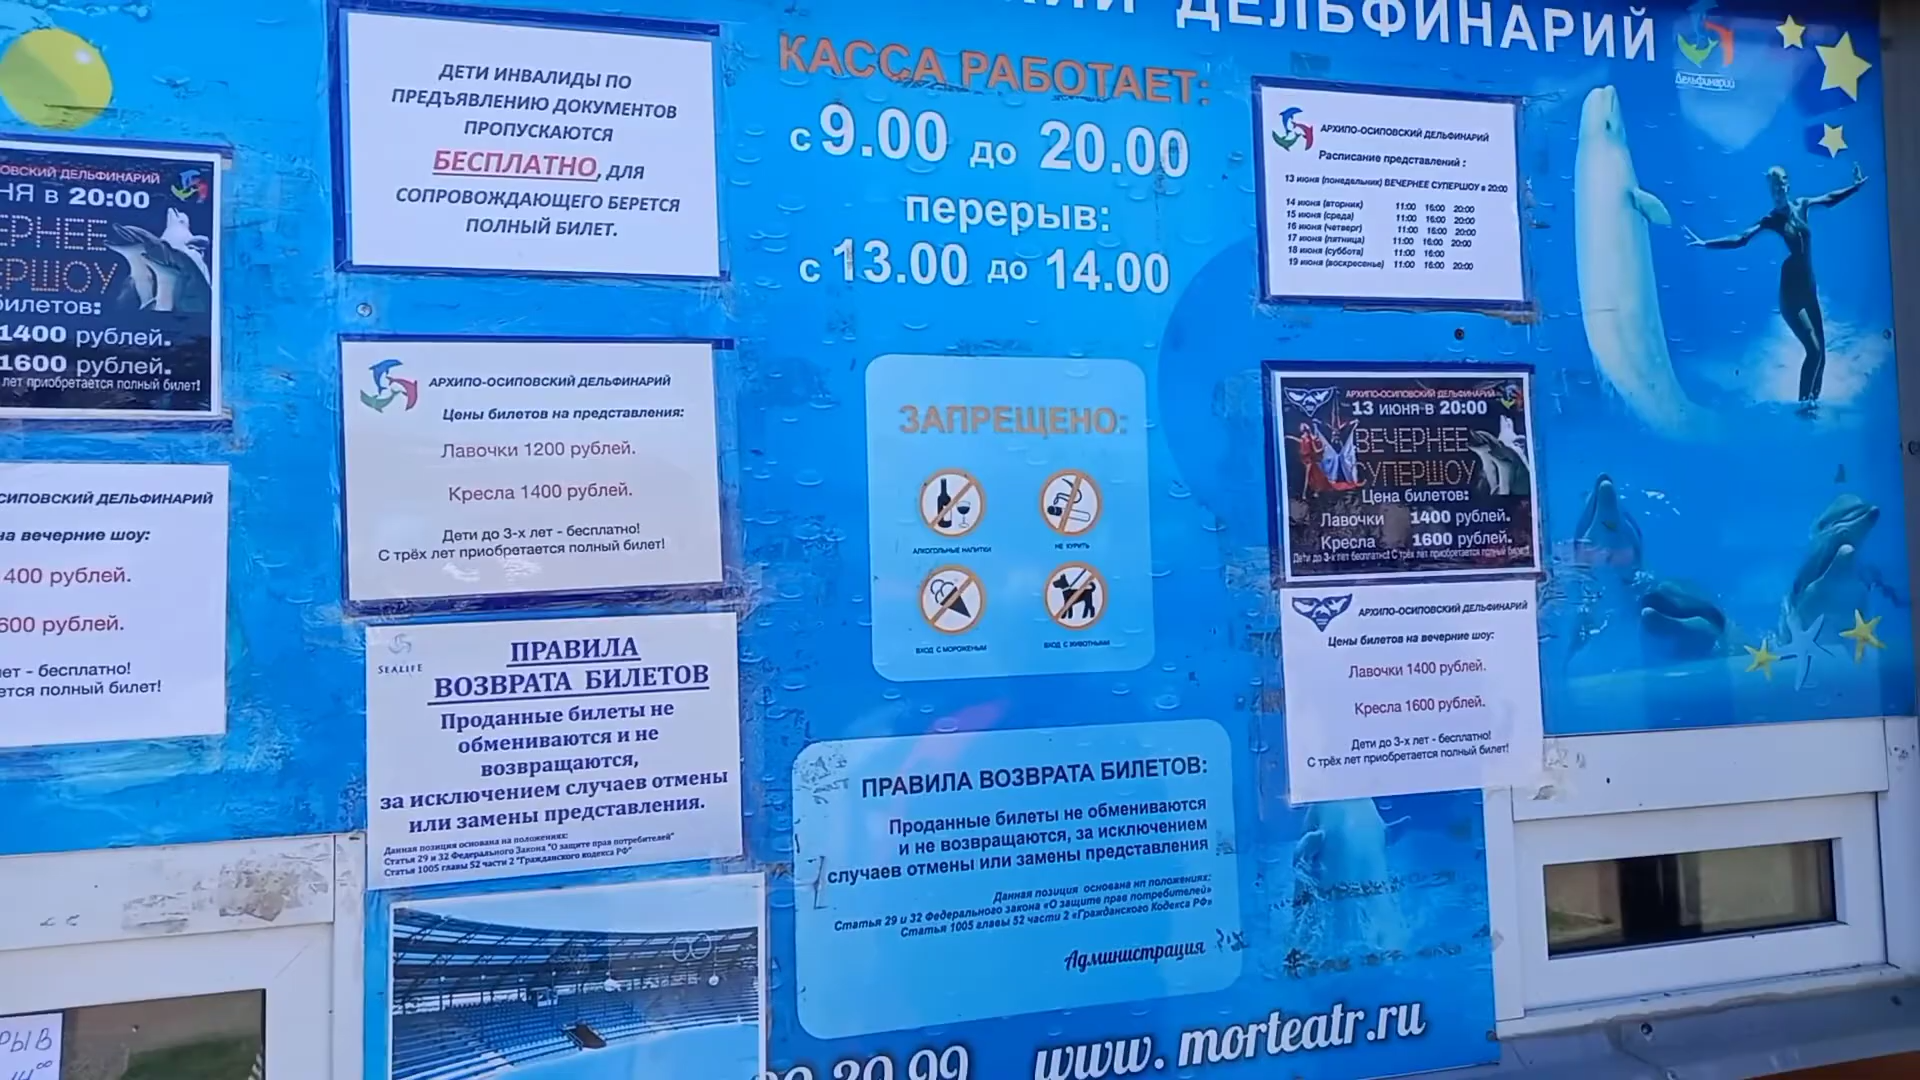 ДЕЛЬФИНАРИЙ
Дельфинарий
НЯ в 20:00
ЕРНЕЕ
ЕРШОУ
билетов:
1400 рублей.
1600 рублей.
лет приобретается полный билет!
СИПОВСКИЙ ДЕЛЬФИНАРИЙ
на вечерние шоу:
400 рублей.
600 рублей.
лет - бесплатно!
ется полный билет!
РЫВ
ДЕТИ ИНВАЛИДЫ ПО
ПРЕДЪЯВЛЕНИЮ ДОКУМЕНТОВ
ПРОПУСКАЮТСЯ
БЕСПЛАТНО, ДЛЯ
СОПРОВОЖДАЮЩЕГО БЕРЕТСЯ
ПОЛНЫЙ БИЛЕТ.
АРХИПО-ОСИПОВСКИЙ ДЕЛЬФИНАРИЙ
Цены билетов на представления:
Лавочки 1200 рублей.
Кресла 1400 рублей.
Дети до 3-х лет - бесплатно!
С трёх лет приобретается полный билет!
SEALIFE
ПРАВИЛА
ВОЗВРАТА БИЛЕТОВ
Проданные билеты не
обмениваются и не
возвращаются,
за исключением случаев отмены
или замены представления.
Данная позиция основана на положениях:
Статья 29 и 32 Федерального Закона "О защите прав потребителей"
Статья 1005 главы 52 части 2 "Гражданского кодекса РФ"
КАССА РАБОТАЕТ:
с 9.00 до 20.00
перерыв:
с 13.00 до 14.00
ЗАПРЕЩЕНО:
АЛКОГОЛЬНЫЕ НАПИТКИ
НЕ КУРИТЬ
ВХОД С МОРОЖЕНЫМ
ВХОД С ЖИВОТНЫМИ
ПРАВИЛА ВОЗВРАТА БИЛЕТОВ:
Проданные билеты не обмениваются
и не возвращаются, за исключением
случаев отмены или замены представления
Данная позиция основана нп положениях:
Статья 29 и 32 Федерального закона «О защите прав потребителей»
Статья 1005 главы 52 части 2 «Гражданского Кодекса РФ»
Администрация
www.morteatr.ru
АРХИПО-ОСИПОВСКИЙ ДЕЛЬФИНАРИЙ
Расписание представлений :
13 июня (понедельник) ВЕЧЕРНЕЕ СУПЕРШОУ в 20:00
14 июня (вторник) 11:00 16:00 20:00
15 июня (среда) 11:00 16:00 20:00
16 июня (четверг) 11:00 16:00 20:00
17 июня (пятница) 11:00 16:00 20:00
18 июня (суббота) 11:00 16:00
19 июня (воскресенье) 11:00 16:00 20:00
АРХИПО-ОСИПОВСКИЙ ДЕЛЬФИНАРИЙ
13 июня в 20:00
ВЕЧЕРНЕЕ
СУПЕРШОУ
Цена билетов:
Лавочки 1400 рублей.
Кресла 1600 рублей.
Дети до 3-х лет бесплатно! С трёх лет приобретается полный билет!
АРХИПО-ОСИПОВСКИЙ ДЕЛЬФИНАРИЙ
Цены билетов на вечерние шоу:
Лавочки 1400 рублей.
Кресла 1600 рублей.
Дети до 3-х лет - бесплатно!
С трёх лет приобретается полный билет!